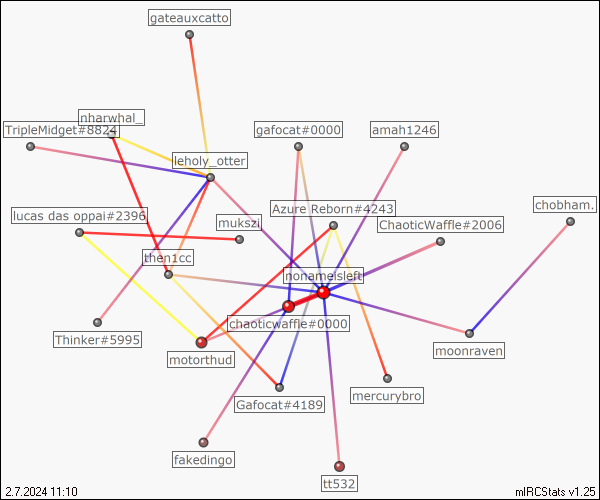 gateauxcatto
nharwhal_
TripleMidget#8824
gafocat#0000
amah1246
leholy_otter
lucas das oppai#2396
mukszi
Azure Reborn#4243
ChaoticWaffle#2006
chobham.
then1cc
nonameisleft
chaoticwaffle#0000
Thinker#5995
motorthud
moonraven
Gafocat#4189
mercurybro
fakedingo
tt532
2.7.2024 11:10
mIRCStats v1.25